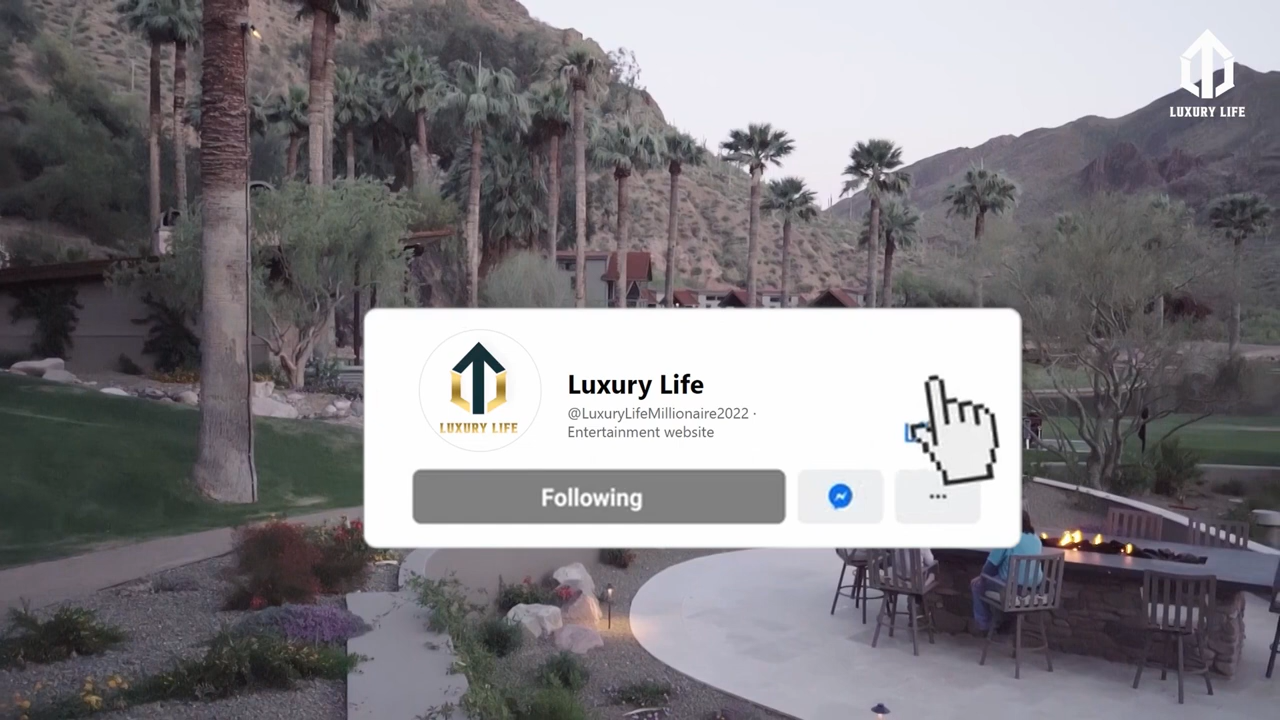 LUXURY LIFE
LUXURY LIFE
Luxury Life
@LuxuryLifeMillionaire2022 ·
Entertainment website
Following
...